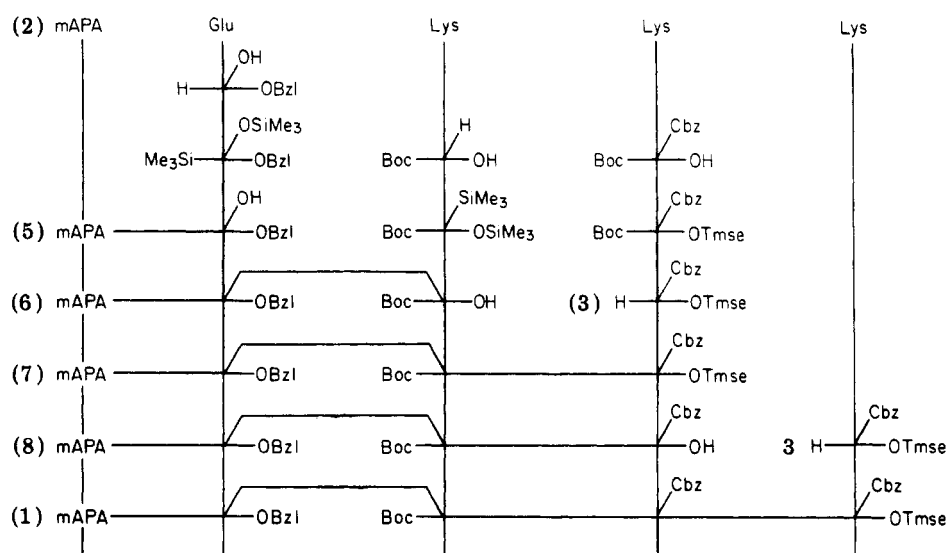 (2) mAPA Glu Lys Lys Lys
OH
H OBzl
OSiMe3 H Cbz
Me3Si OBzl Boc OH Boc OH
OH SiMe3 Cbz
(5) mAPA OBzl Boc OSiMe3 Boc OTmse
Cbz
(6) mAPA OBzl Boc OH (3) H OTmse
Cbz
(7) mAPA OBzl Boc OTmse
Cbz Cbz
(8) mAPA OBzl Boc OH 3 H OTmse
Cbz Cbz
(1) mAPA OBzl Boc OTmse